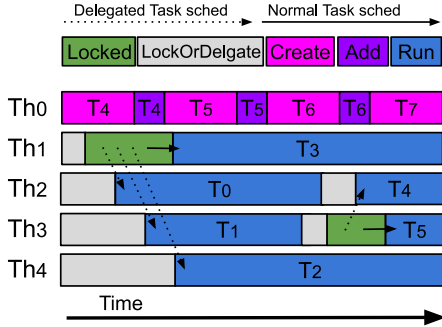 Delegated Task sched Normal Task sched
Locked LockOrDelgate Create Add Run
Th0 T4 T4 T5 T5 T6 T6 T7
Th1 T3
Th2 T0 T4
Th3 T1 T5
Th4 T2
Time